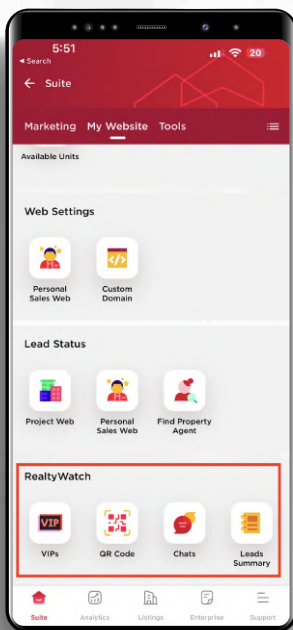 5:51
20
Search
Suite
Marketing My Website Tools
Available Units
Web Settings
Personal
Sales Web
Custom
Domain
Lead Status
Project Web
Personal
Sales Web
Find Property
Agent
RealtyWatch
VIP
VIPs
QR Code
Chats
Leads
Summary
Suite Analytics Listings Enterprise Support